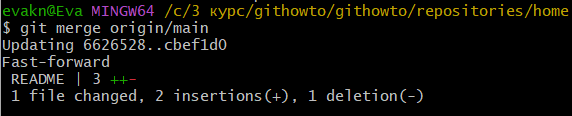 evakn@Eva MINGW64 /c/3 курс/githowto/githowto/repositories/home
$ git merge origin/main
Updating 6626528..cbef1d0
Fast-forward
 README | 3 ++-
 1 file changed, 2 insertions(+), 1 deletion(-)